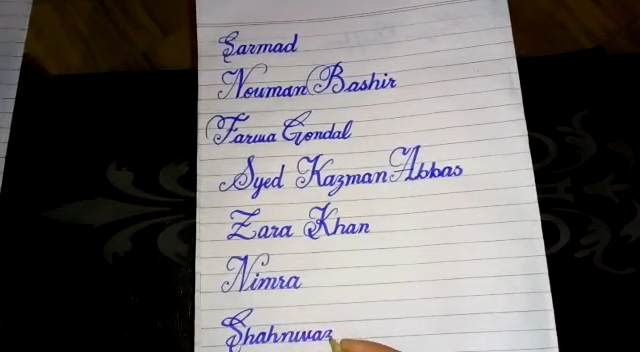 Sarmad
Nouman Bashir
Farwa Gondal
Syed Kazman Abbas
Zara Khan
Nimra
Shahnwaz